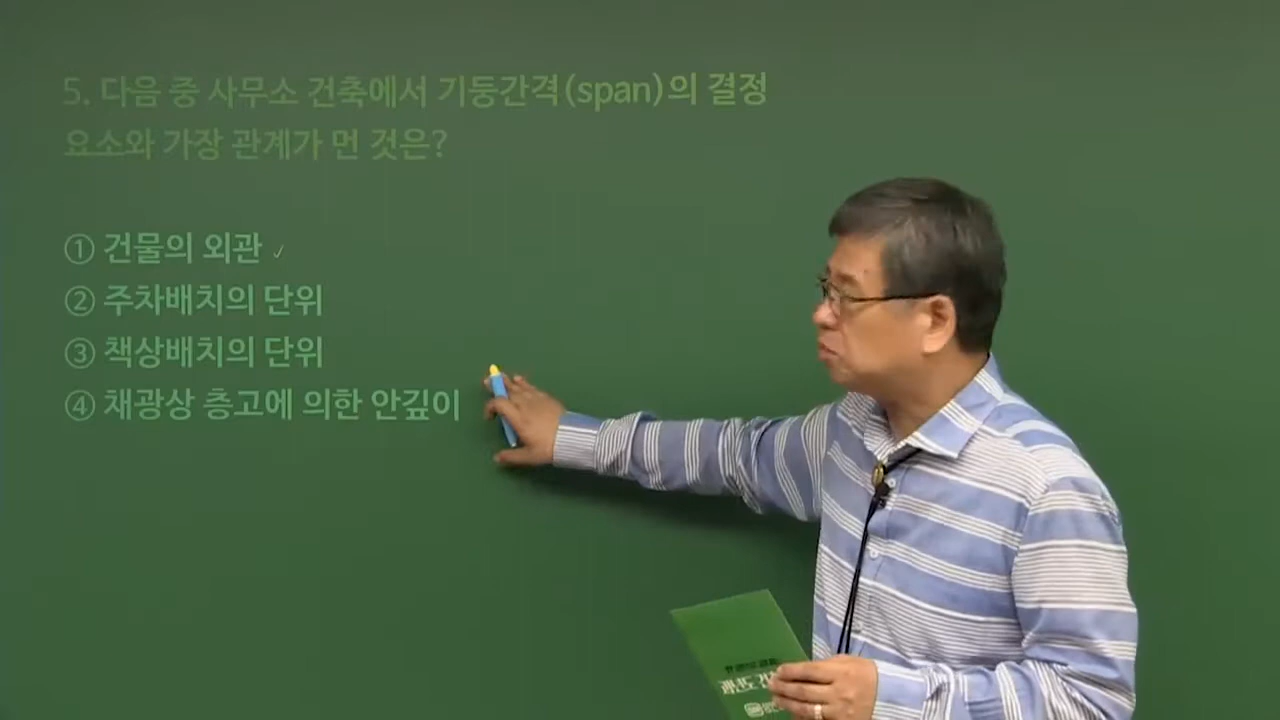 5. 다음 중 사무소 건축에서 기둥간격(span)의 결정
요소와 가장 관계가 먼 것은?
① 건물의 외관
② 주차배치의 단위
③ 책상배치의 단위
④ 채광상 층고에 의한 안깊이